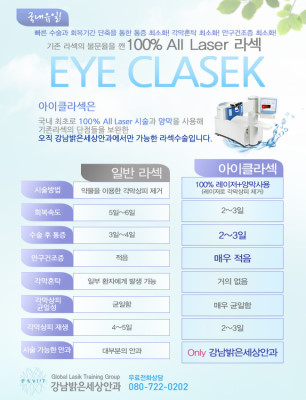 국내유일!
빠른 수술과 회복기간 단축을 통한 통증 최소화! 각막혼탁 최소화! 안구건조증 최소화!
기존 라섹의 불문율을 깬 100% All Laser 라섹
EYE CLASEK
아이클라섹은
국내 최초로 100% All Laser 시술과 양막을 사용해
기존라섹의 단점들을 보완한
오직 강남밝은세상안과에서만 가능한 라섹수술입니다.
일반 라섹
아이클라섹
시술방법
약물을 이용한 각막상피 제거
100% 레이저+양막사용
(레이저로 각막상피 제거)
회복속도
5일~6일
2~3일
수술 후 통증
3일~4일
2~3일
안구건조증
적음
매우 적음
각막혼탁
일부 환자에게 발생 가능
거의 없음
각막상피
균일성
균일함
매우 균일함
각막상피 재생
4~5일
2~3일
시술 가능한 안과
대부분의 안과
Only 강남밝은세상안과
Global Lasik Training Group
강남밝은세상안과
무료전화상담
080-722-0202